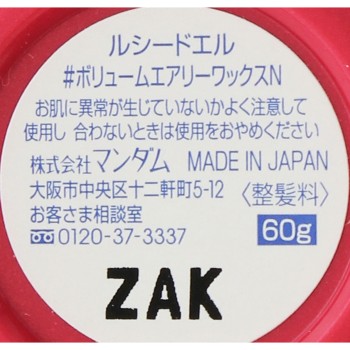 ルシードエル
#ボリュームエアリーワックスN
お肌に異常が生じていないかよく注意して
使用し 合わないときは使用をおやめください
株式会社マンダム MADE IN JAPAN
大阪市中央区十二軒町5-12 〈整髪料〉
お客さま相談室
0120-37-3337 60g
ZAK